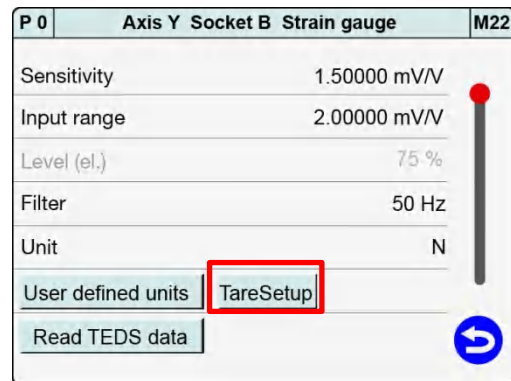 P 0 Axis Y Socket B Strain gauge M22
Sensitivity 1.50000 mV/V
Input range 2.00000 mV/V
Level (el.) 75 %
Filter 50 Hz
Unit N
User defined units TareSetup
Read TEDS data